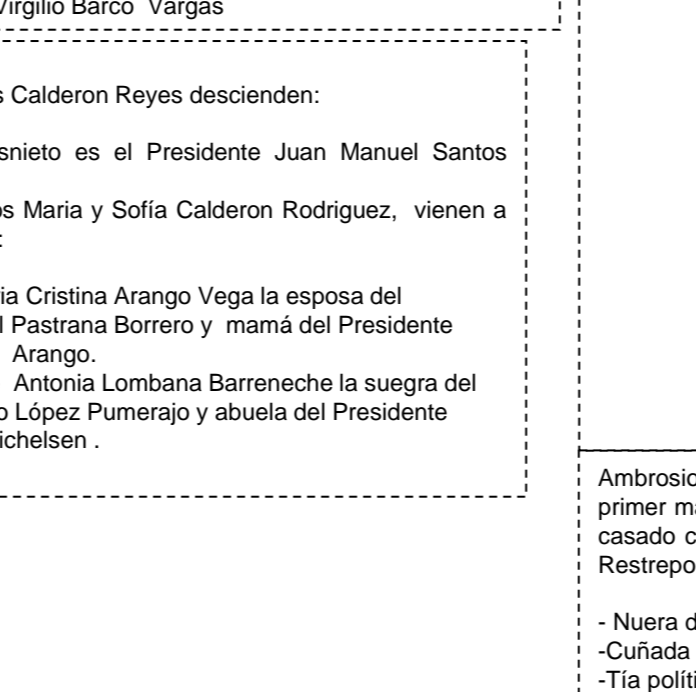 Virgilio Barco Vargas
s Calderon Reyes descienden:
snieto es el Presidente Juan Manuel Santos
os Maria y Sofía Calderon Rodriguez, vienen a
:
ia Cristina Arango Vega la esposa del
l Pastrana Borrero y mamá del Presidente
Arango.
Antonia Lombana Barreneche la suegra del
o López Pumerajo y abuela del Presidente
ichelsen .
Ambrosio
primer ma
casado c
Restrepo
- Nuera d
-Cuñada
-Tía políti